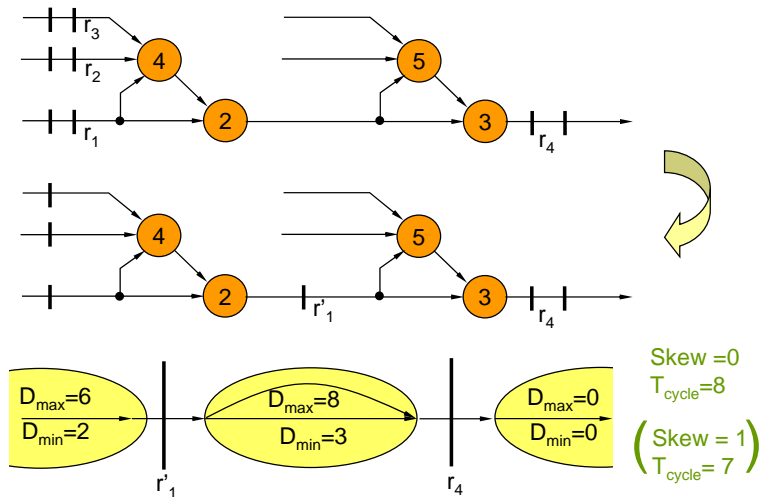 r3
4
5
r2
r1
2
3
r4
4
5
2
r'1
3
r4
Dmax=6
Dmin=2
Dmax=8
Dmin=3
Dmax=0
Dmin=0
r'1
r4
Skew =0
Tcycle=8
(Skew = 1)
Tcycle= 7